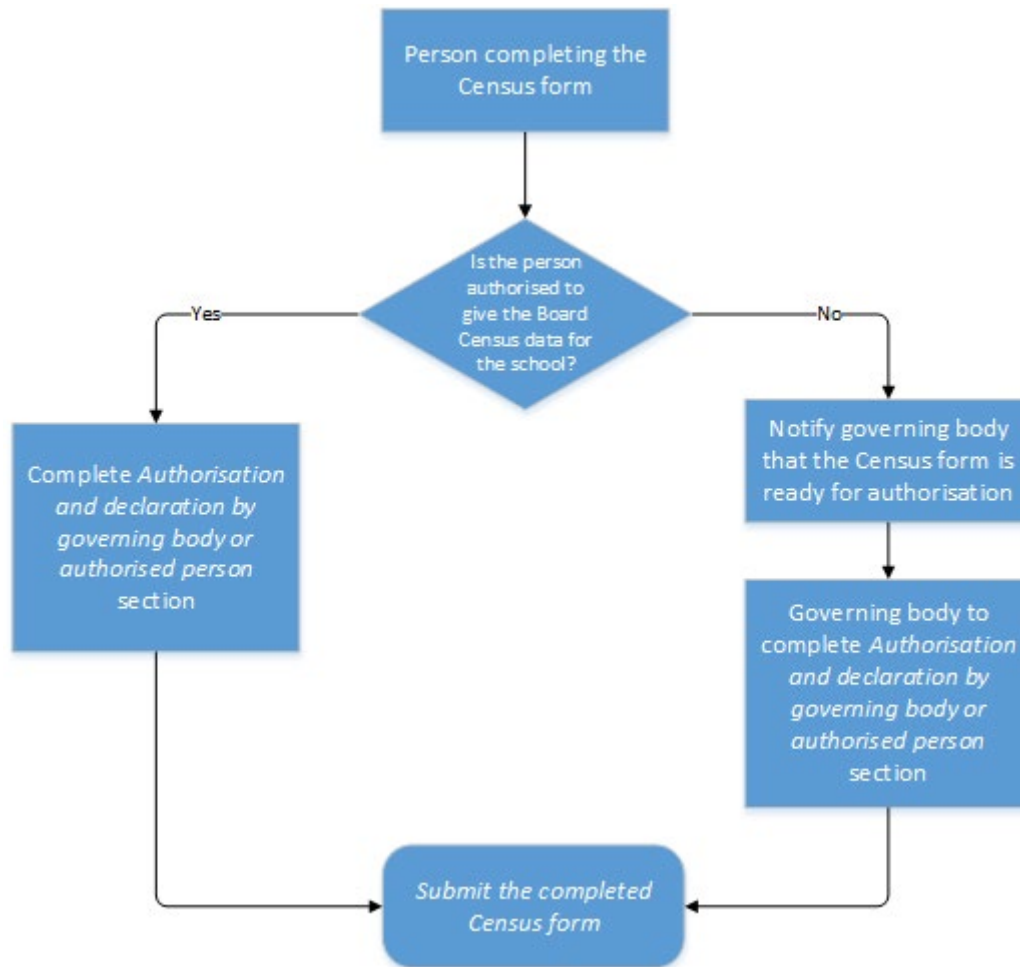 Person completing the
Census form
Is the person
authorised to
give the Board
Census data for
the school?
Yes
No
Complete Authorisation
and declaration by
governing body or
authorised person
section
Notify governing body
that the Census form is
ready for authorisation
Governing body to
complete Authorisation
and declaration by
governing body or
authorised person
section
Submit the completed
Census form